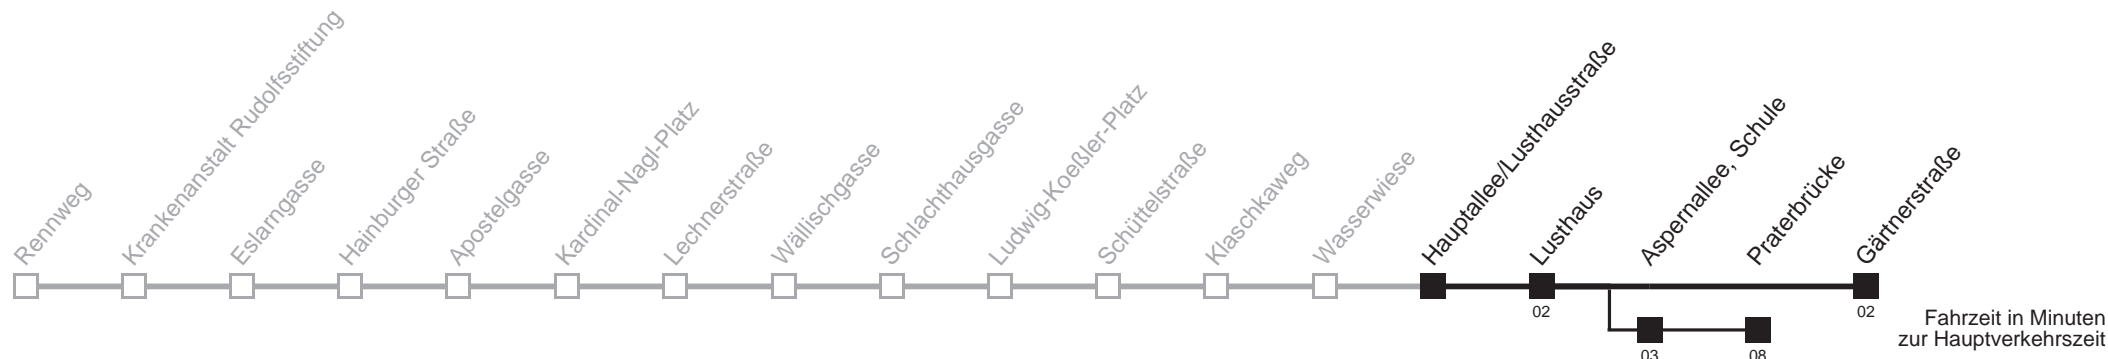 Rennweg
Krankenanstalt Rudolfsstiftung
Eslarngasse
Hainburger Straße
Apostelgasse
Kardinal-Nagl-Platz
Lechnerstraße
Wällischgasse
Schlachthausgasse
Ludwig-Koeßler-Platz
Schüttelstraße
Klaschkaweg
Wasserwiese
Hauptallee/Lusthausstraße
Lusthaus
Aspernallee, Schule
Praterbrücke
Gärtnerstraße
02
02
03
08
Fahrzeit in Minuten
zur Hauptverkehrszeit